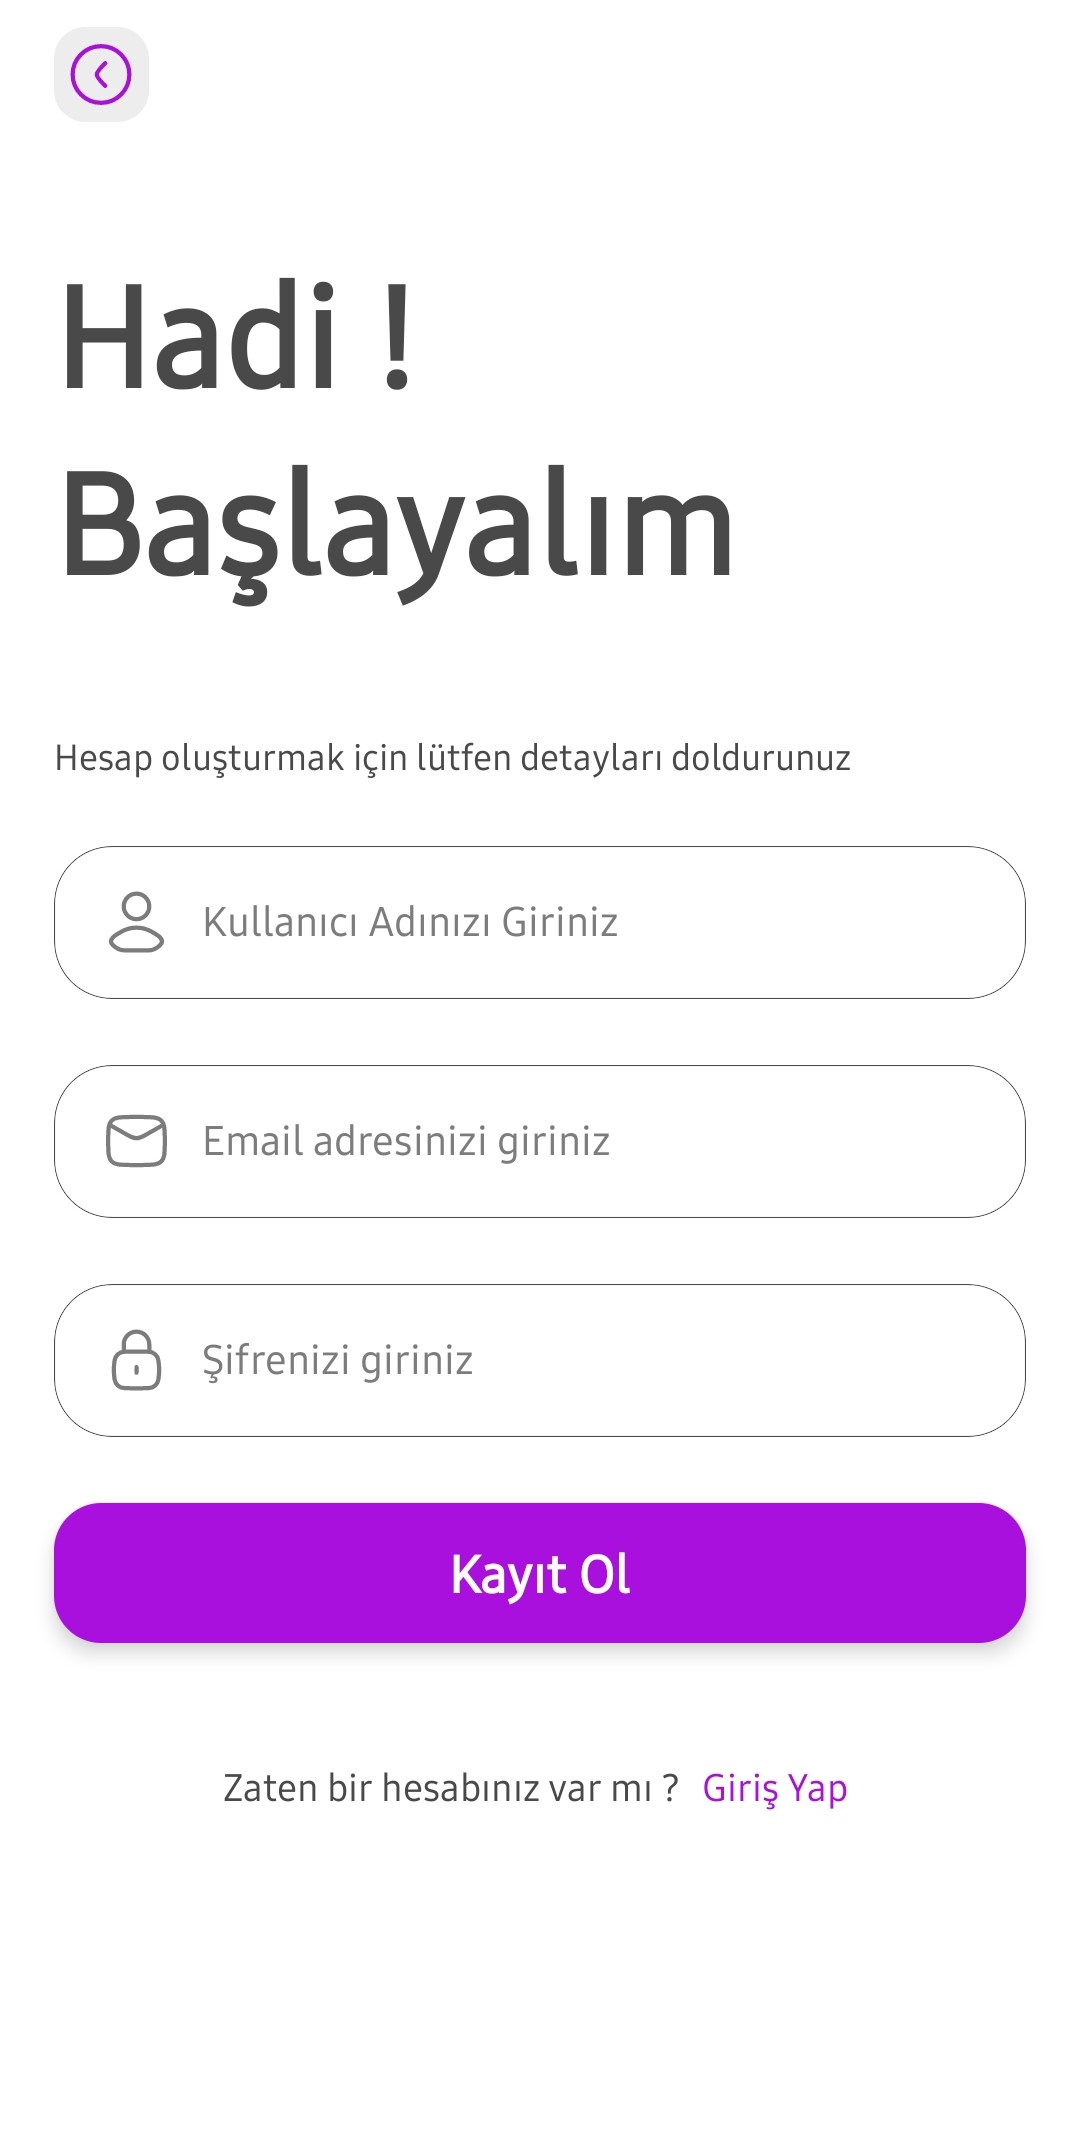 Hadi !
Başlayalım
Hesap oluşturmak için lütfen detayları doldurunuz
Kullanıcı Adınızı Giriniz
Email adresinizi giriniz
Şifrenizi giriniz
Kayıt Ol
Zaten bir hesabınız var mı ? Giriş Yap